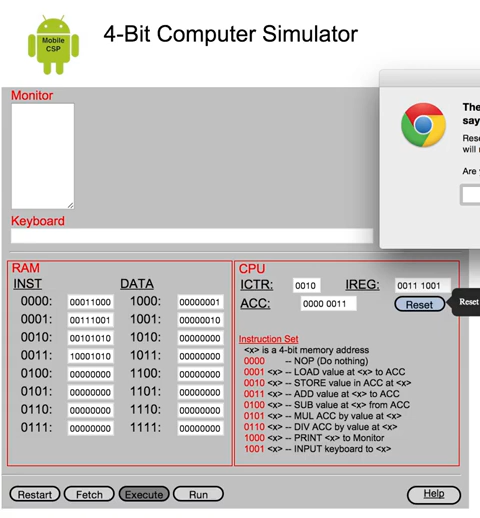 Mobile
CSP
4-Bit Computer Simulator
Monitor
The
say
Rese
will
Are y
Keyboard
RAM
INST DATA
0000: 00011000 1000: 00000001
0001: 00111001 1001: 00000010
0010: 00101010 1010: 00000000
0011: 10001010 1011: 00000000
0100: 00000000 1100: 00000000
0101: 00000000 1101: 00000000
0110: 00000000 1110: 00000000
0111: 00000000 1111: 00000000
CPU
ICTR: 0010 IREG: 0011 1001
ACC: 0000 0011 Reset Reset
Instruction Set
<x> is a 4-bit memory address
0000 -- NOP (Do nothing)
0001 <x> -- LOAD value at <x> to ACC
0010 <x> -- STORE value in ACC at <x>
0011 <x> -- ADD value at <x> to ACC
0100 <x> -- SUB value at <x> from ACC
0101 <x> -- MUL ACC by value at <x>
0110 <x> -- DIV ACC by value at <x>
1000 <x> -- PRINT <x> to Monitor
1001 <x> -- INPUT keyboard to <x>
Restart Fetch Execute Run Help